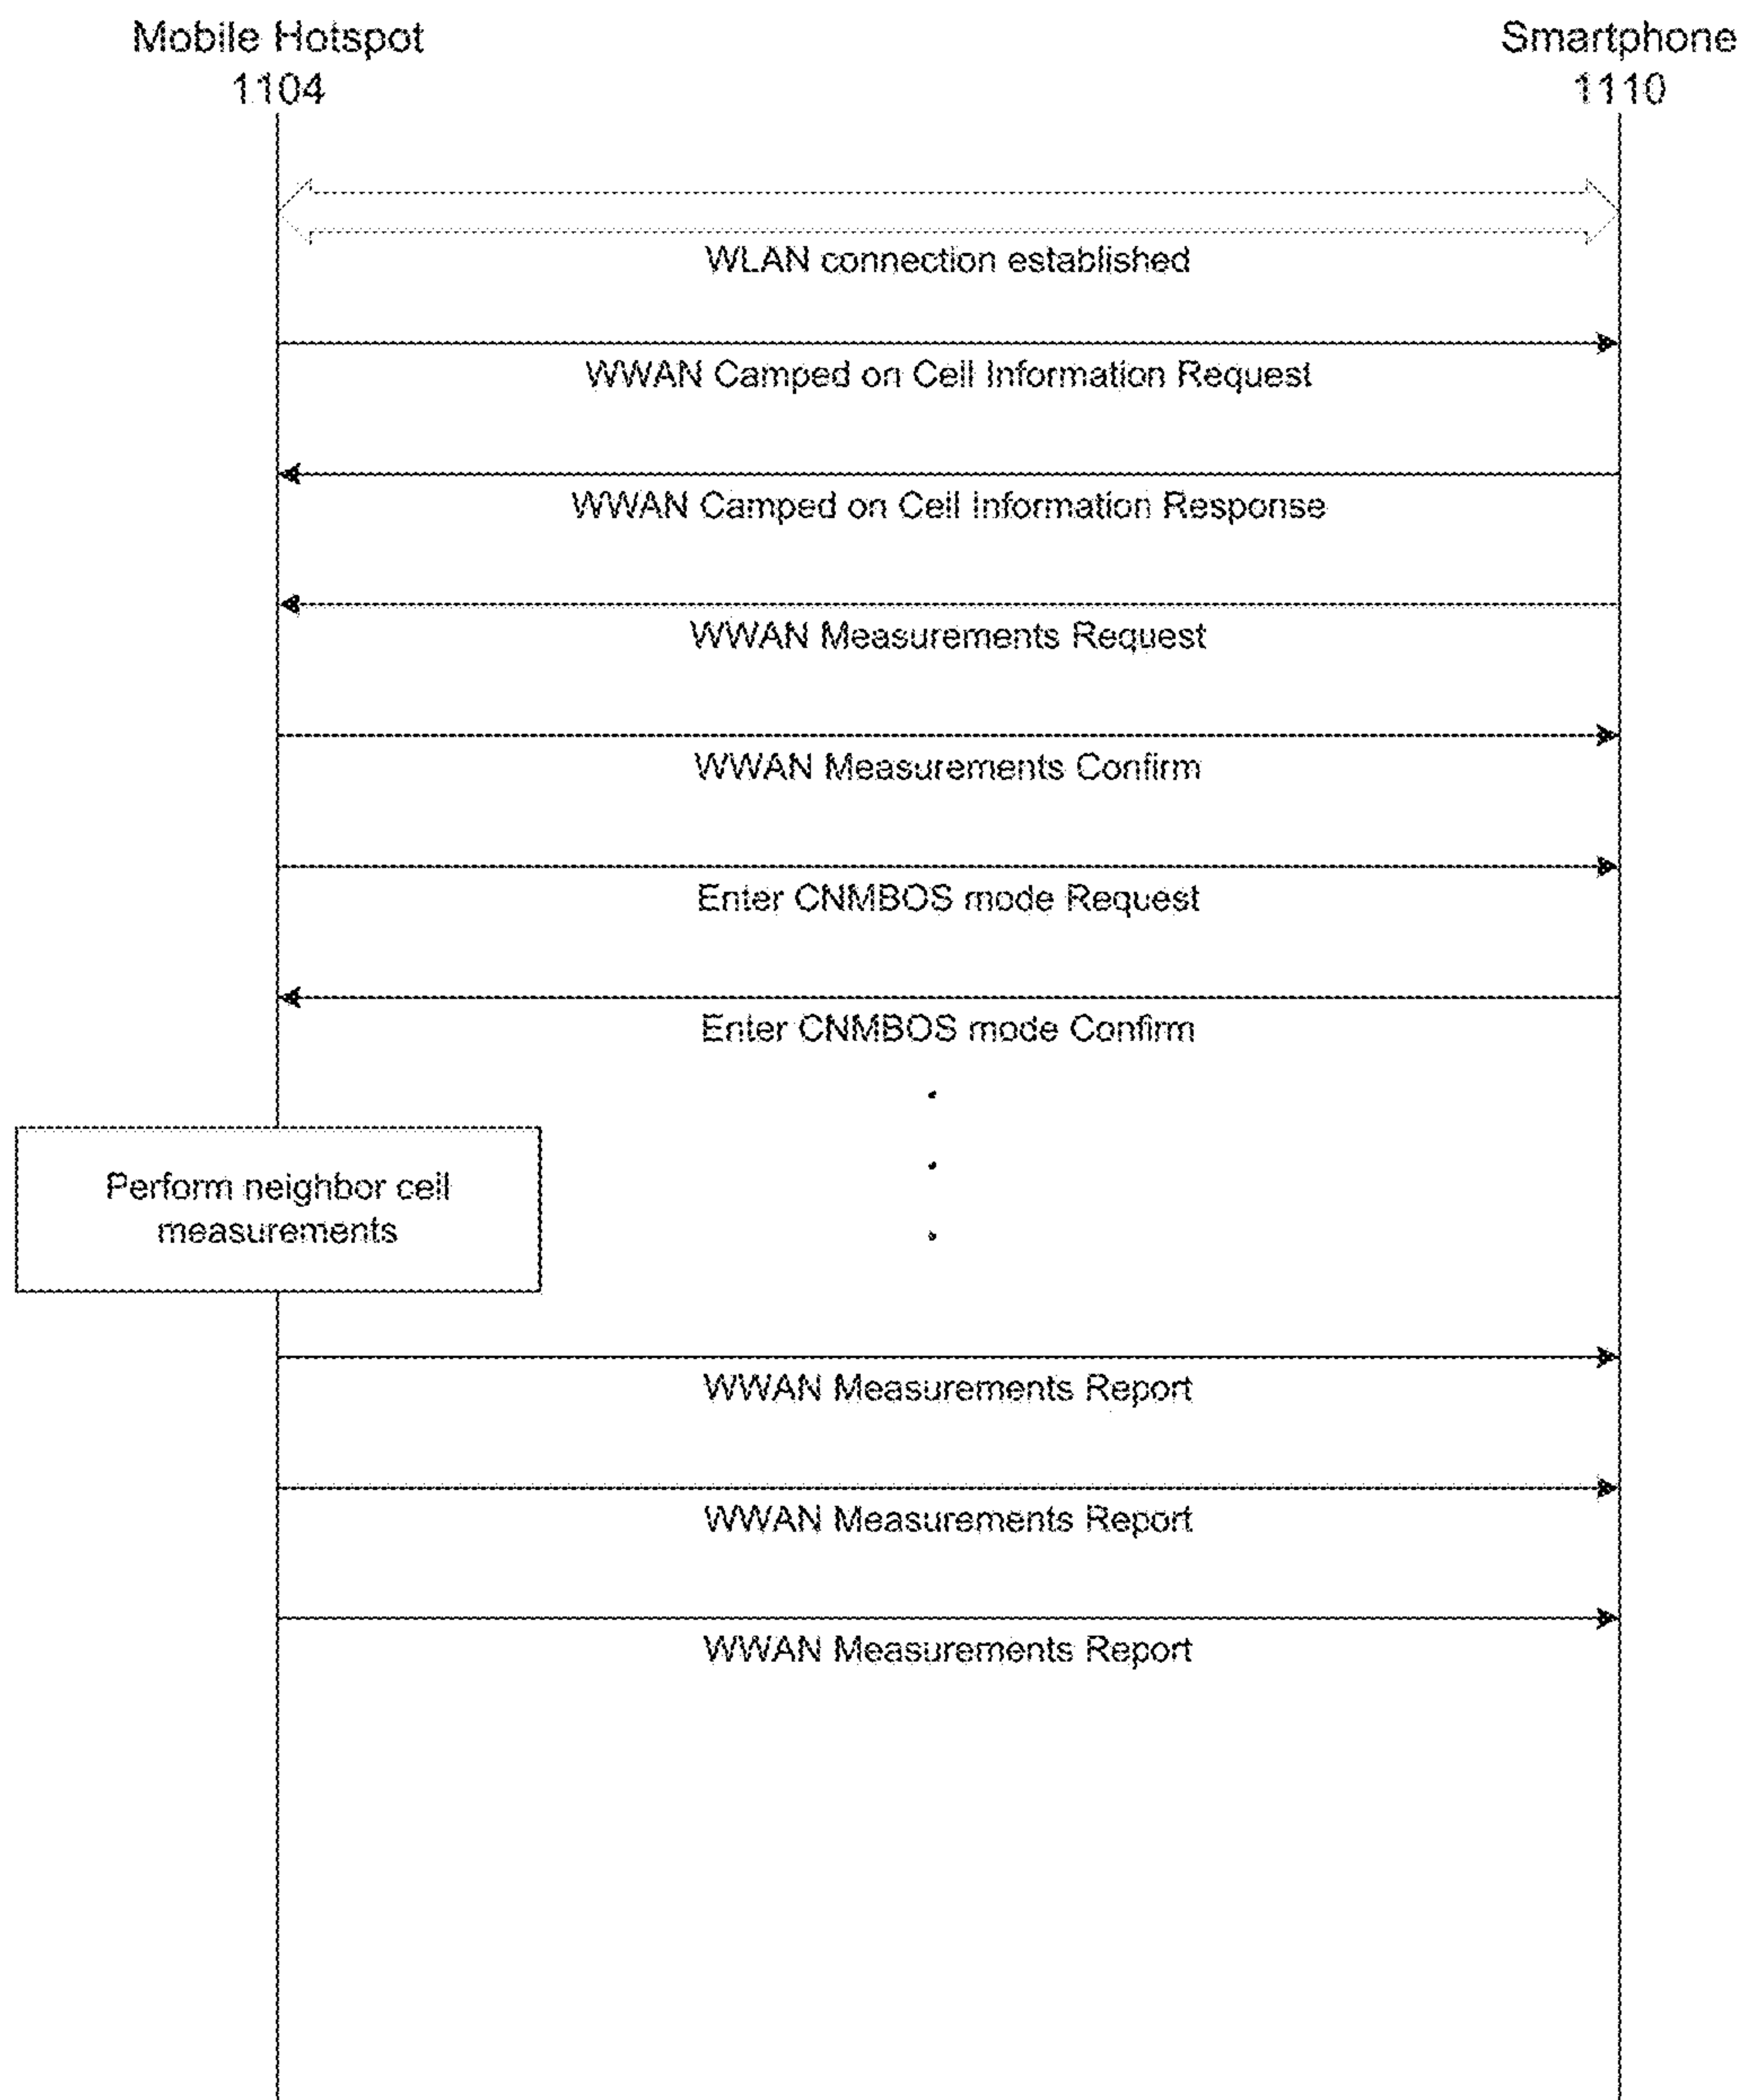 Mobile Hotspot
1104
Smartphone
1110
WLAN connection established
WWAN Camped on Cell Information Request
WWAN Camped on Cell Information Response
WWAN Measurements Request
WWAN Measurements Confirm
Enter CNMBOS mode Request
Enter CNMBOS mode Confirm
Perform neighbor cell
measurements
WWAN Measurements Report
WWAN Measurements Report
WWAN Measurements Report